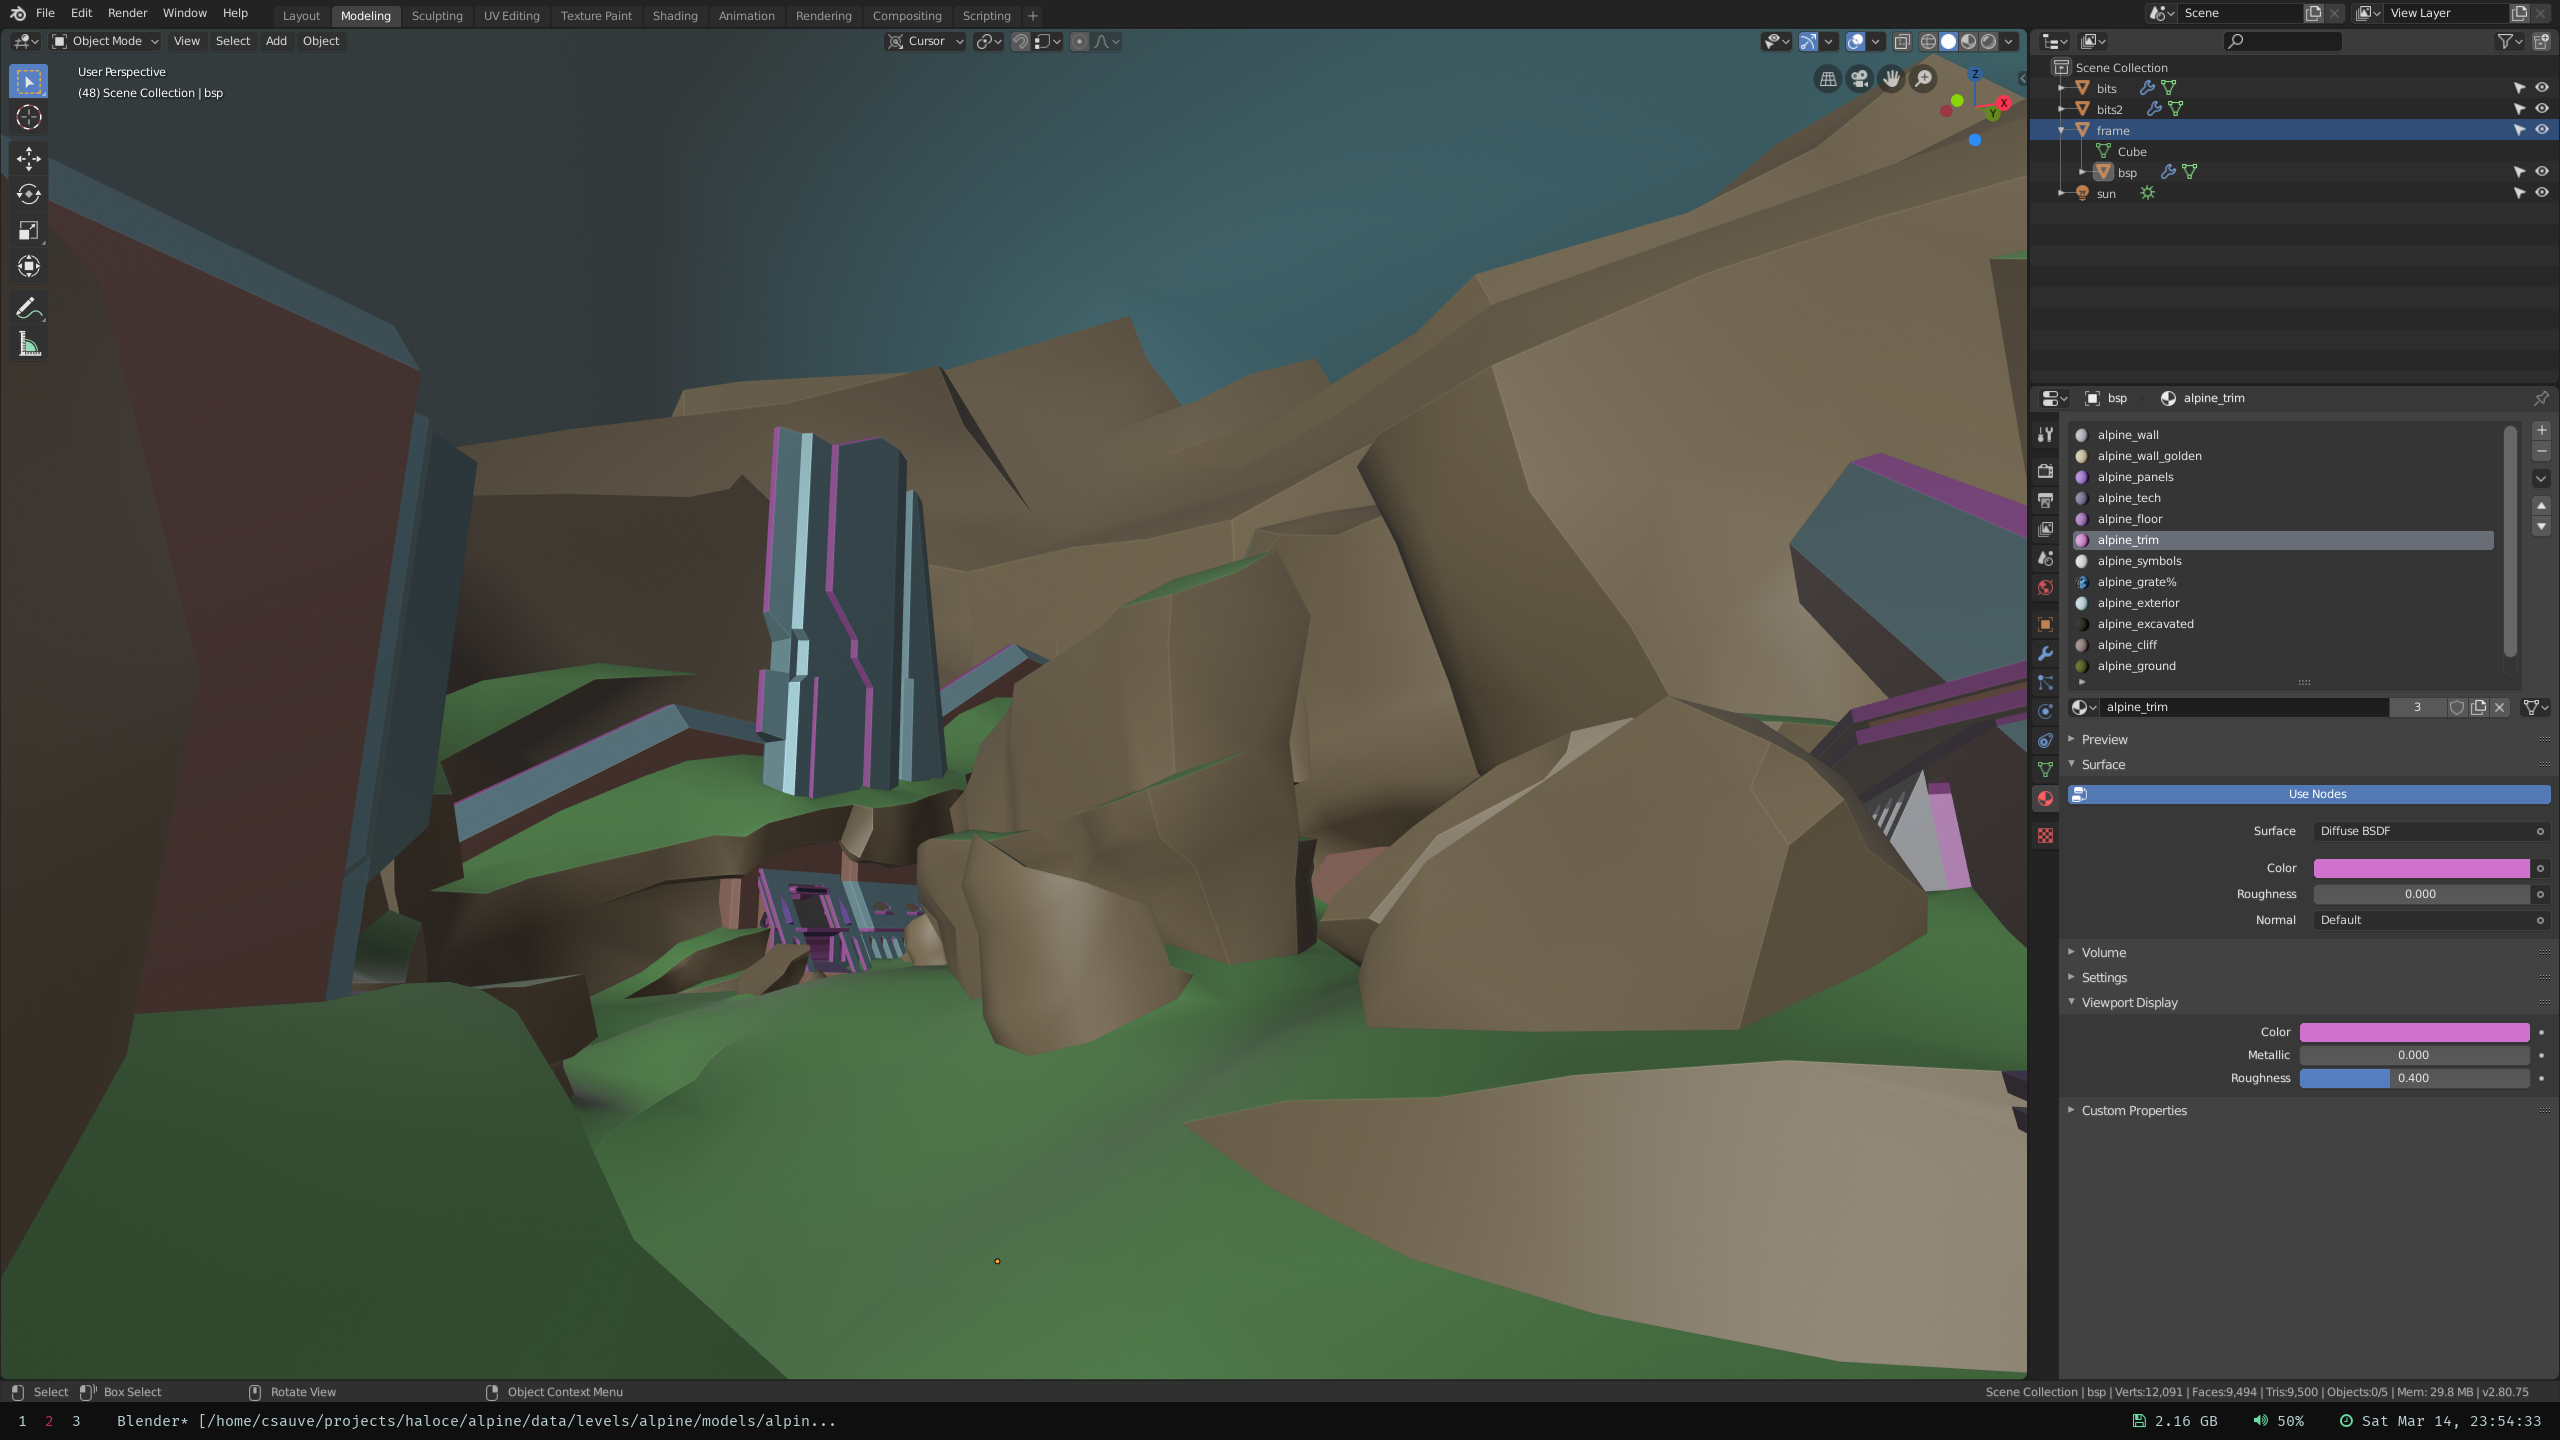 File Edit Render Window Help Layout Modeling Sculpting UV Editing Texture Paint Shading Animation Rendering Compositing Scripting + Scene View Layer
Object Mode View Select Add Object Cursor
User Perspective
(48) Scene Collection | bsp
Z
X
Y
Scene Collection
bits
bits2
frame
Cube
bsp
sun
bsp alpine_trim
alpine_wall
alpine_wall_golden
alpine_panels
alpine_tech
alpine_floor
alpine_trim
alpine_symbols
alpine_grate%
alpine_exterior
alpine_excavated
alpine_cliff
alpine_ground
alpine_trim 3
Preview
Surface
Use Nodes
Surface Diffuse BSDF
Color
Roughness 0.000
Normal Default
Volume
Settings
Viewport Display
Color
Metallic 0.000
Roughness 0.400
Custom Properties
Select Box Select Rotate View Object Context Menu Scene Collection | bsp | Verts:12,091 | Faces:9,494 | Tris:9,500 | Objects:0/5 | Mem: 29.8 MB | v2.80.75
1 2 3 Blender* [/home/csauve/projects/haloce/alpine/data/levels/alpine/models/alpin... 2.16 GB 50% Sat Mar 14, 23:54:33